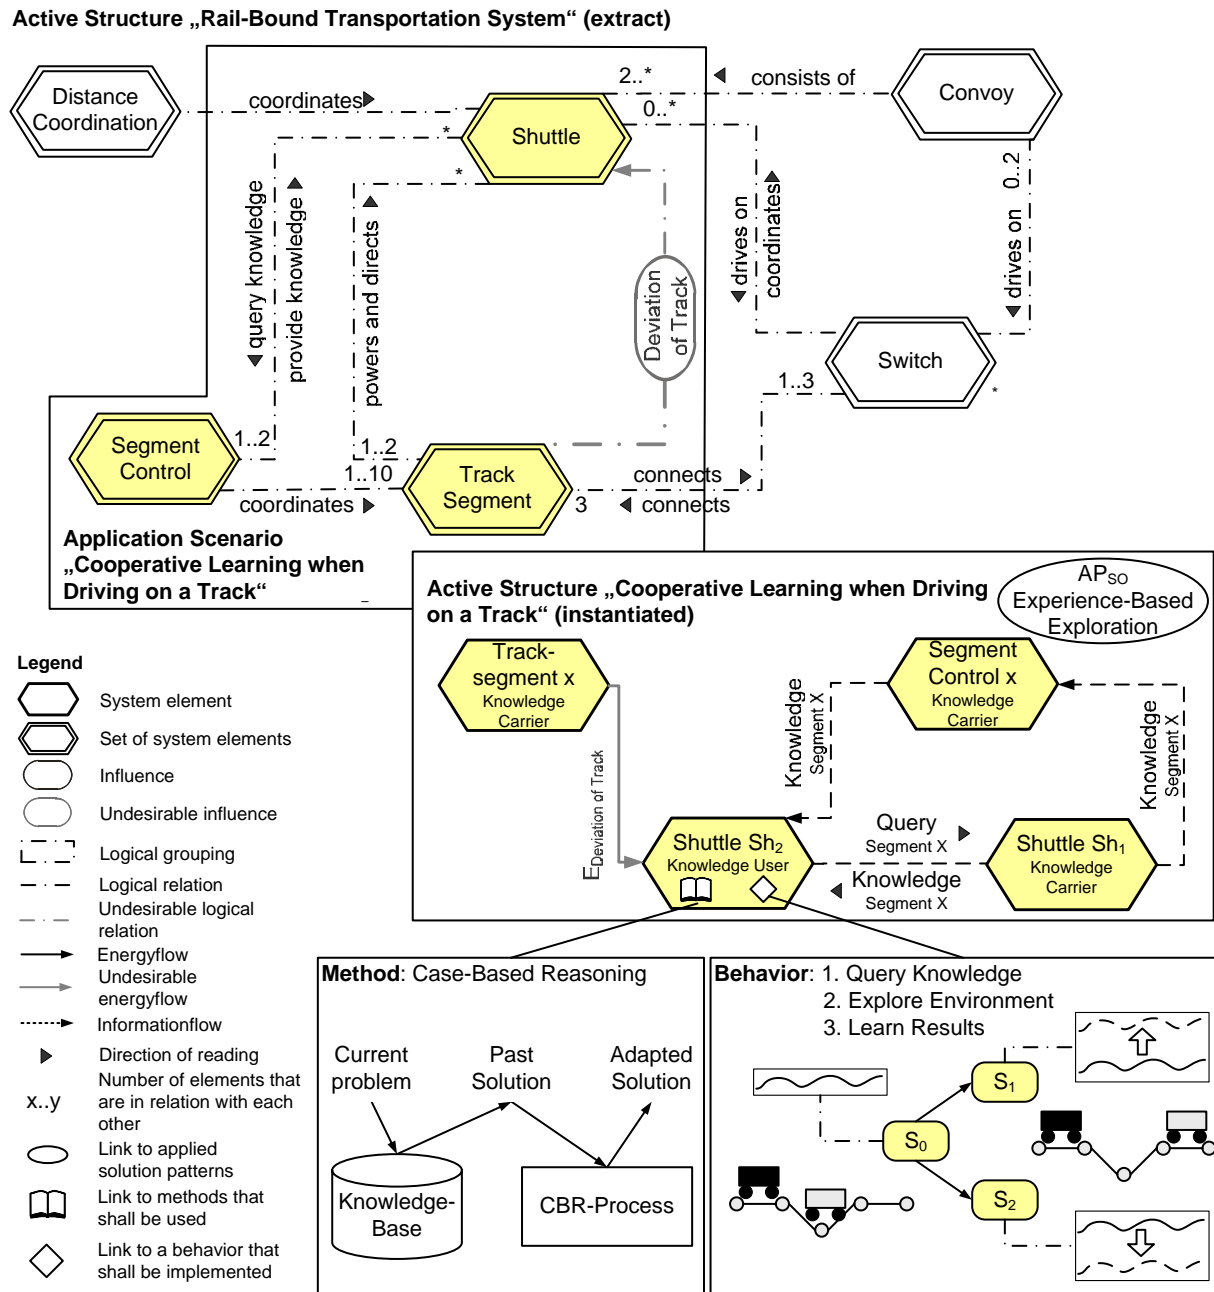 Active Structure „Rail-Bound Transportation System“ (extract)
Distance
Coordination
coordinates
2..*
consists of
Convoy
0..*
Shuttle
*
*
0..2
query knowledge
provide knowledge
powers and directs
Deviation
of Track
drives on
coordinates
drives on
Switch
*
1..3
Segment
Control
1..2
1..2
1..10
coordinates
Track
Segment
3
connects
connects
Application Scenario
„Cooperative Learning when
Driving on a Track“
Active Structure „Cooperative Learning when Driving
on a Track“ (instantiated)
APSO
Experience-Based
Exploration
Track-
segment x
Knowledge
Carrier
Segment
Control x
Knowledge
Carrier
Knowledge
Segment X
Knowledge
Segment X
EDeviation of Track
Shuttle Sh2
Knowledge User
Query
Segment X
Knowledge
Segment X
Shuttle Sh1
Knowledge
Carrier
Legend
System element
Set of system elements
Influence
Undesirable influence
Logical grouping
Logical relation
Undesirable logical
relation
Energyflow
Undesirable
energyflow
Informationflow
Direction of reading
x..y
Number of elements that
are in relation with each
other
Link to applied
solution patterns
Link to methods that
shall be used
Link to a behavior that
shall be implemented
Method: Case-Based Reasoning
Current
problem
Past
Solution
Adapted
Solution
Knowledge-
Base
CBR-Process
Behavior: 1. Query Knowledge
2. Explore Environment
3. Learn Results
S1
S0
S2